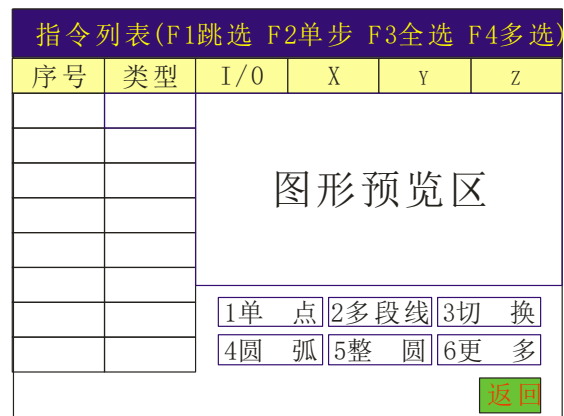 指令列表(F1跳选 F2单步 F3全选 F4多选)
序号 类型 I/0 X Y Z
图形预览区
1单 点 2多段线 3切 换
4圆 弧 5整 圆 6更 多
返回